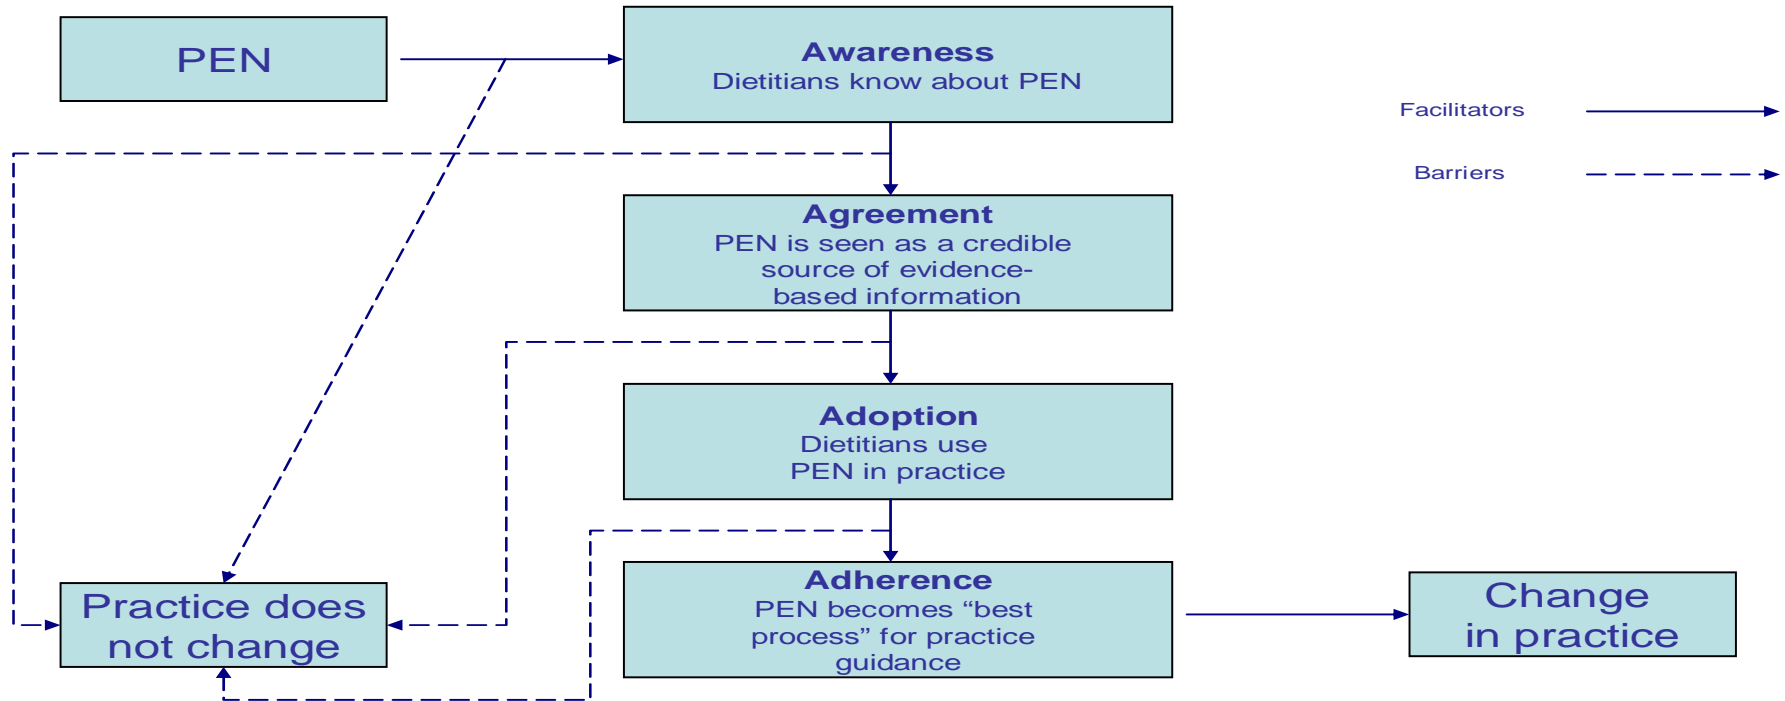 PEN
Awareness
Dietitians know about PEN
Facilitators
Barriers
Agreement
PEN is seen as a credible
source of evidence-
based information
Adoption
Dietitians use
PEN in practice
Practice does
not change
Adherence
PEN becomes “best
process” for practice
guidance
Change
in practice